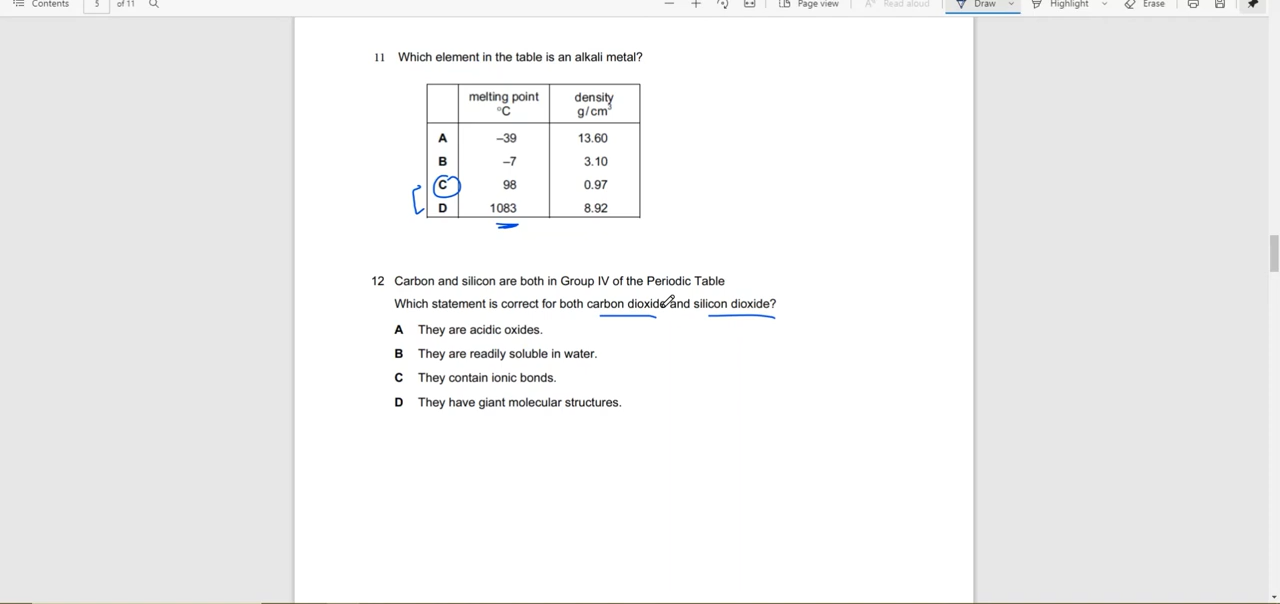 Contents 5 of 11 Page view Read aloud Draw Highlight Erase
11 Which element in the table is an alkali metal?
melting point °C density g/cm3
A –39 13.60
B –7 3.10
C 98 0.97
D 1083 8.92
12 Carbon and silicon are both in Group IV of the Periodic Table
Which statement is correct for both carbon dioxide and silicon dioxide?
A They are acidic oxides.
B They are readily soluble in water.
C They contain ionic bonds.
D They have giant molecular structures.